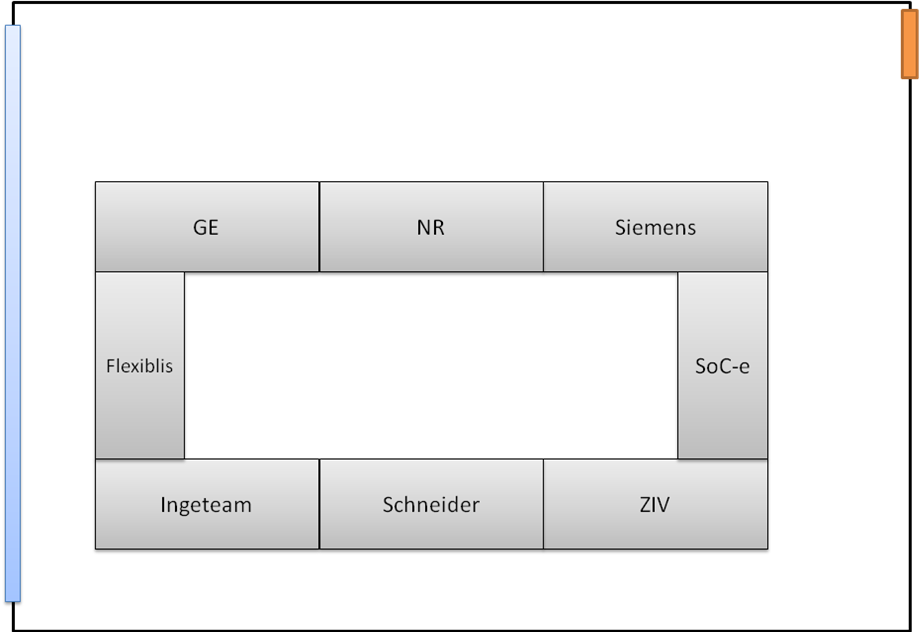 GE
NR
Siemens
Flexiblis
SoC-e
Ingeteam
Schneider
ZIV